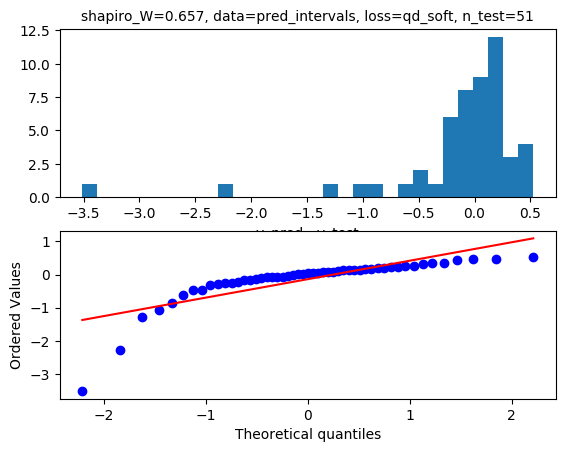 shapiro_W=0.657, data=pred_intervals, loss=qd_soft, n_test=51
12.5
10.0
7.5
5.0
2.5
0.0
−3.5 −3.0 −2.5 −2.0 −1.5 −1.0 −0.5 0.0 0.5
1
0
−1
−2
−3
Ordered Values
−2 −1 0 1 2
Theoretical quantiles